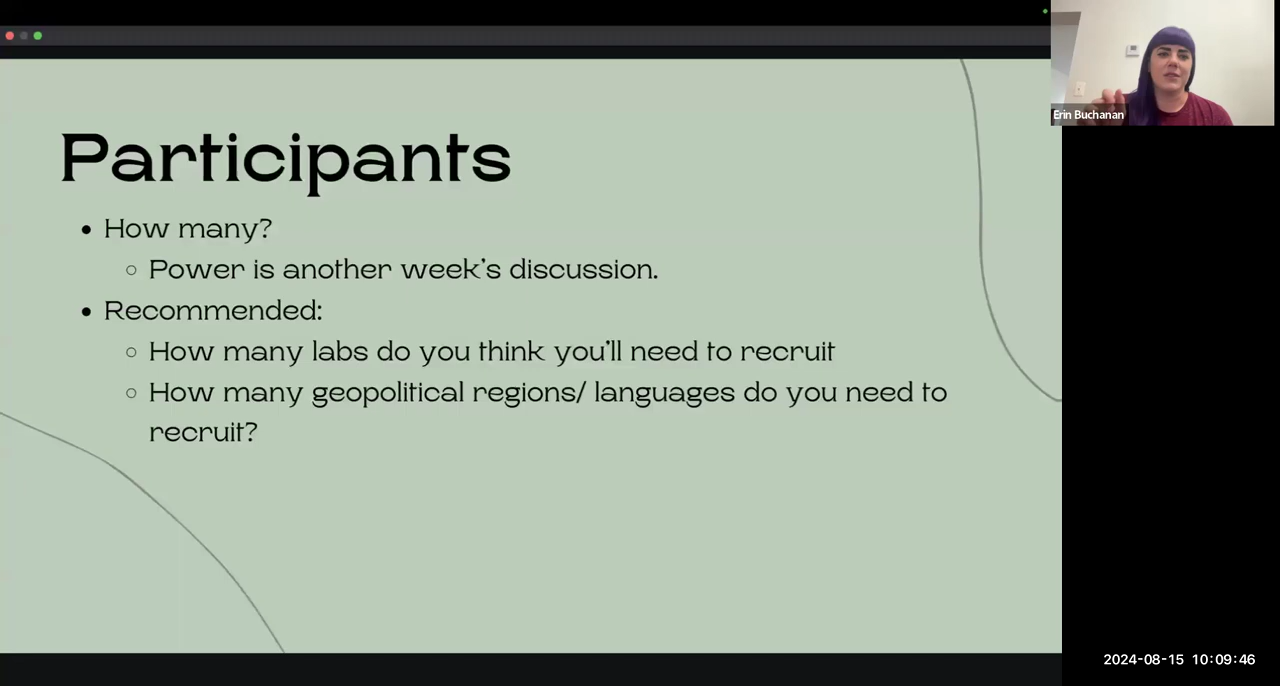 Erin Buchanan
Participants
• How many?
○ Power is another week's discussion.
• Recommended:
○ How many labs do you think you'll need to recruit
○ How many geopolitical regions/ languages do you need to
recruit?
2024-08-15 10:09:46